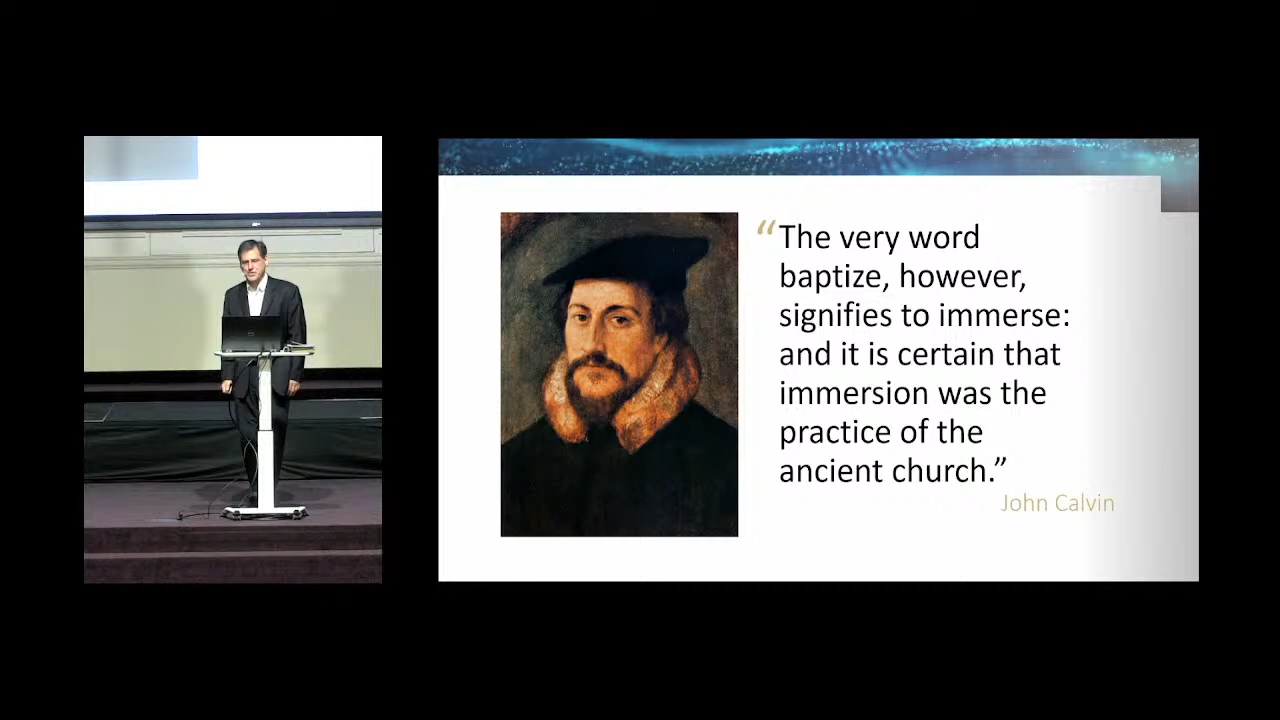 “The very word
baptize, however,
signifies to immerse:
and it is certain that
immersion was the
practice of the
ancient church.”
John Calvin